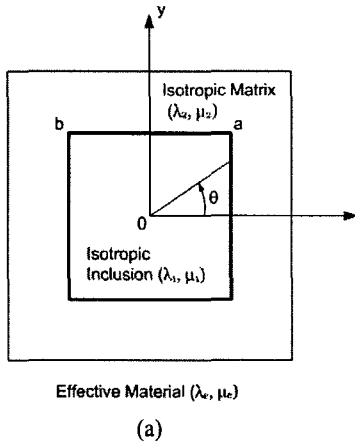 y
Isotropic Matrix
(λ₂, μ₂)
b
a
θ
0
Isotropic
Inclusion (λ₁, μ₁)
Effective Material (λₑ, μₑ)
(a)